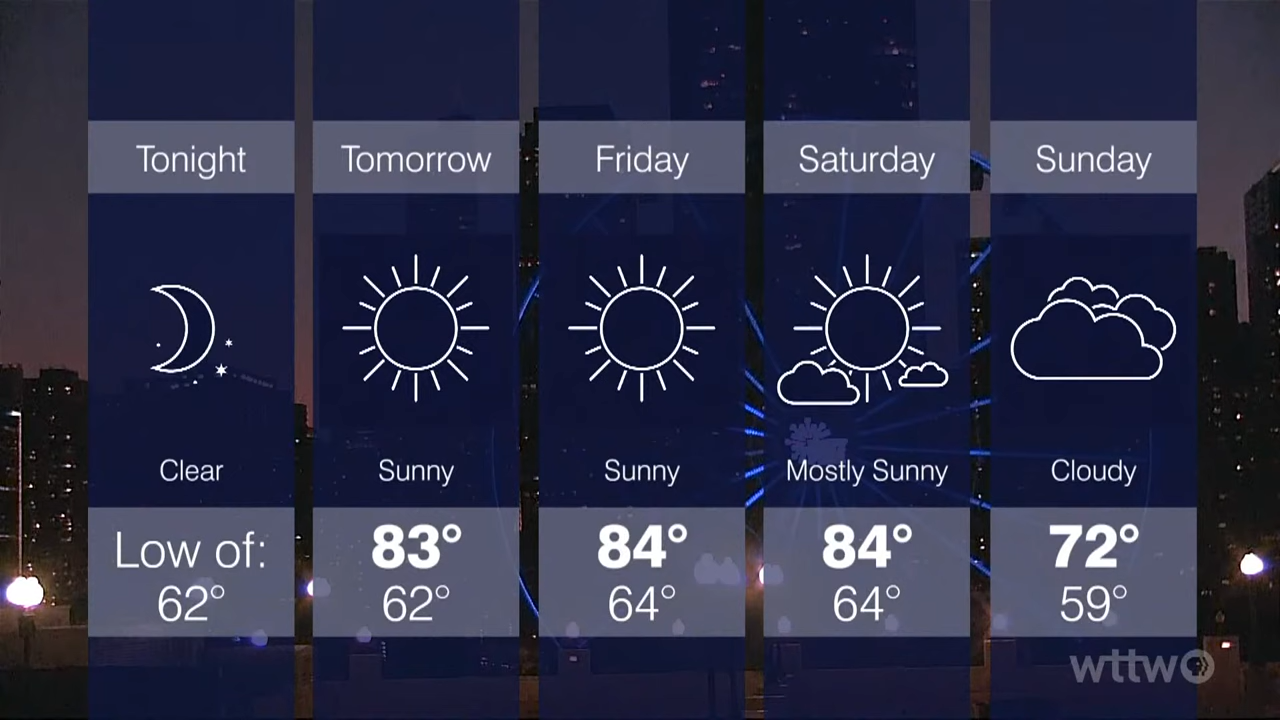 Tonight
Clear
Low of:
62°
Tomorrow
Sunny
83°
62°
Friday
Sunny
84°
64°
Saturday
Mostly Sunny
84°
64°
Sunday
Cloudy
72°
59°
wttw